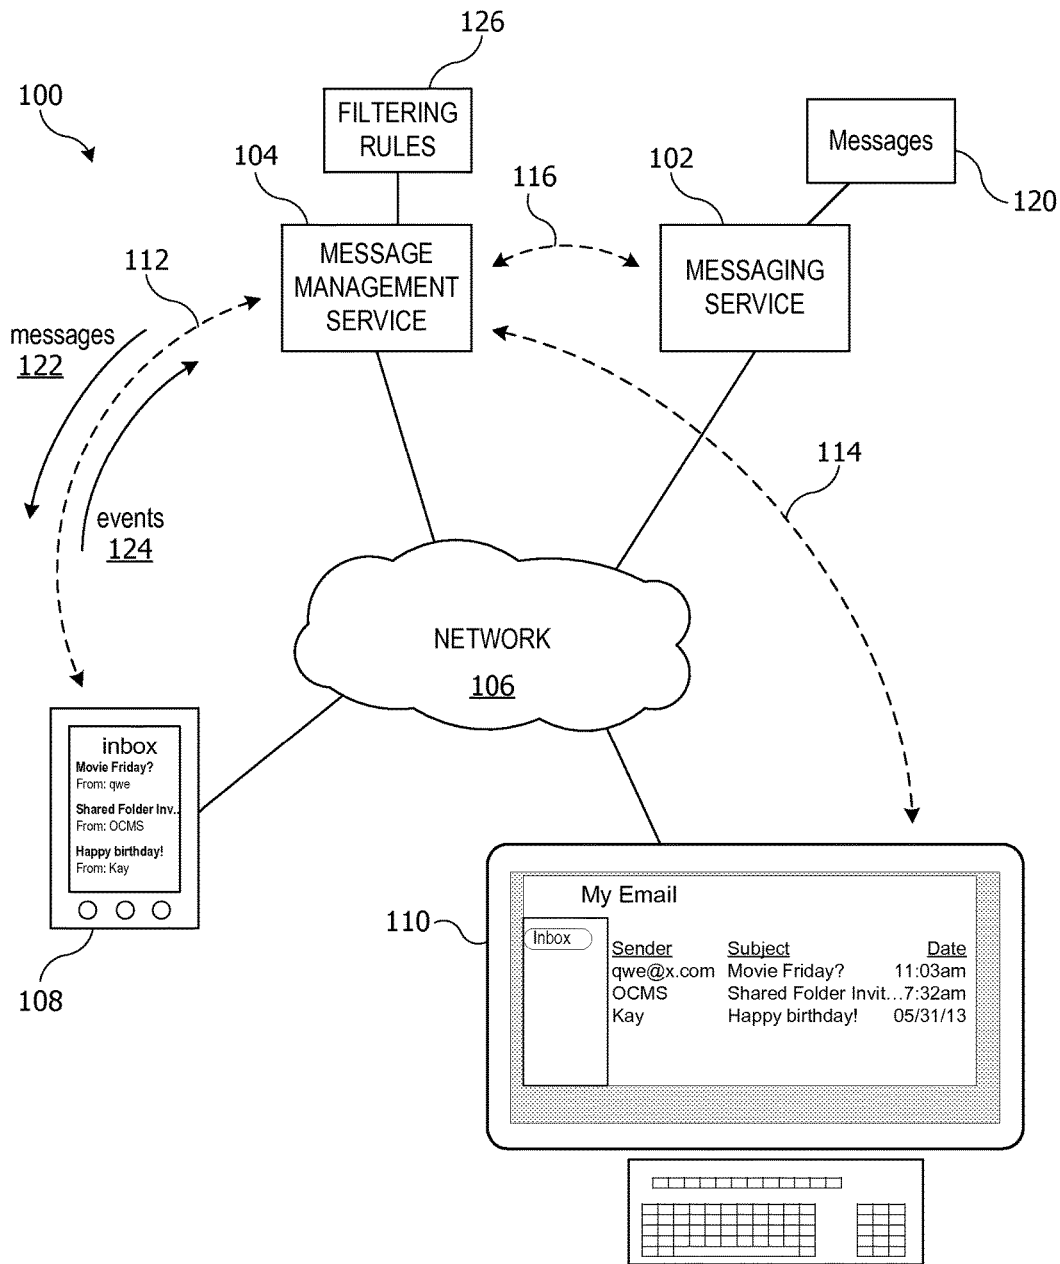 126
100
FILTERING
RULES
Messages
104
102
116
120
MESSAGE
MANAGEMENT
SERVICE
MESSAGING
SERVICE
112
messages
122
114
events
124
NETWORK
106
inbox
Movie Friday?
From: qwe
Shared Folder Inv..
From: OCMS
Happy birthday!
From: Kay
108
110
My Email
Inbox
Sender Subject Date
qwe@x.com Movie Friday? 11:03am
OCMS Shared Folder Invit...7:32am
Kay Happy birthday! 05/31/13